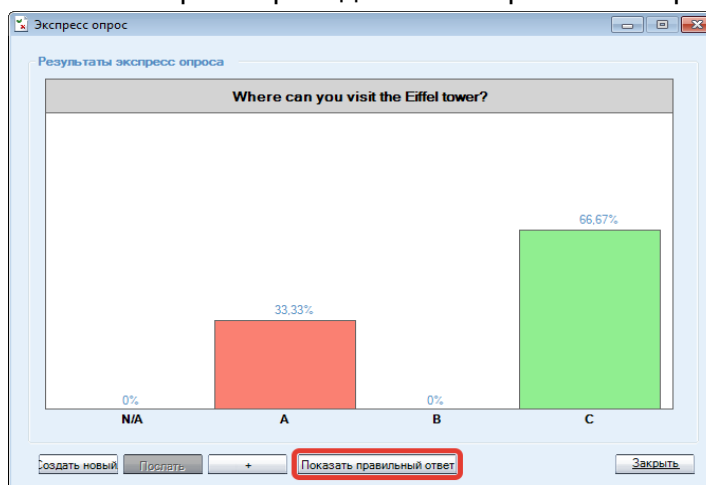 Экспресс опрос
Результаты экспресс опроса
Where can you visit the Eiffel tower?
66,67%
33,33%
0%
0%
N/A A B C
Создать новый Послать + Показать правильный ответ Закрыть